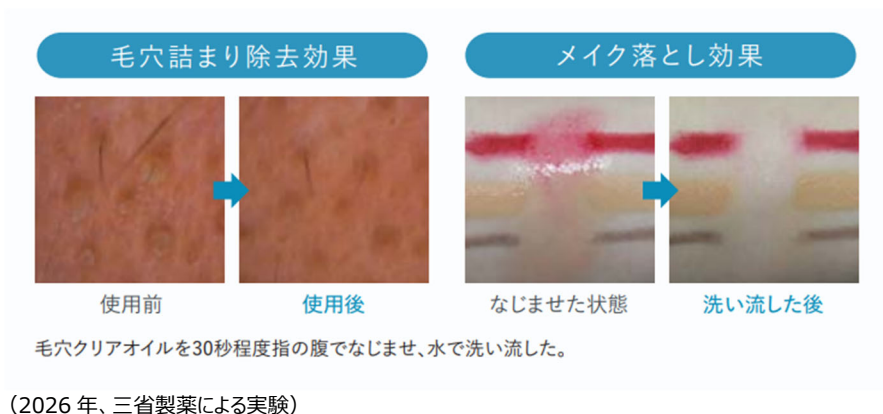 毛穴詰まり除去効果
メイク落とし効果
使用前
使用後
なじませた状態
洗い流した後
毛穴クリアオイルを30秒程度指の腹でなじませ、水で洗い流した。
（2026 年、三省製薬による実験）